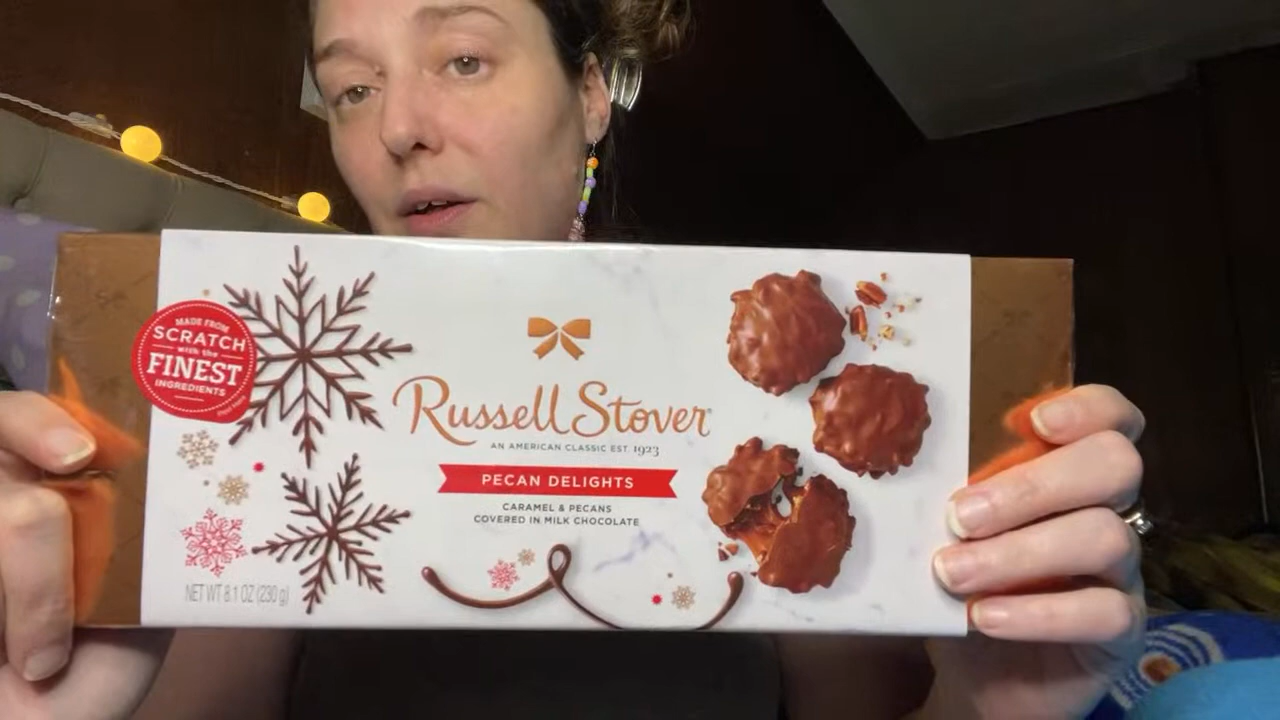 MADE FROM
SCRATCH
with the
FINEST
INGREDIENTS
Russell Stover
AN AMERICAN CLASSIC EST. 1923
PECAN DELIGHTS
CARAMEL & PECANS
COVERED IN MILK CHOCOLATE
NET WT 8.1 OZ (230 g)